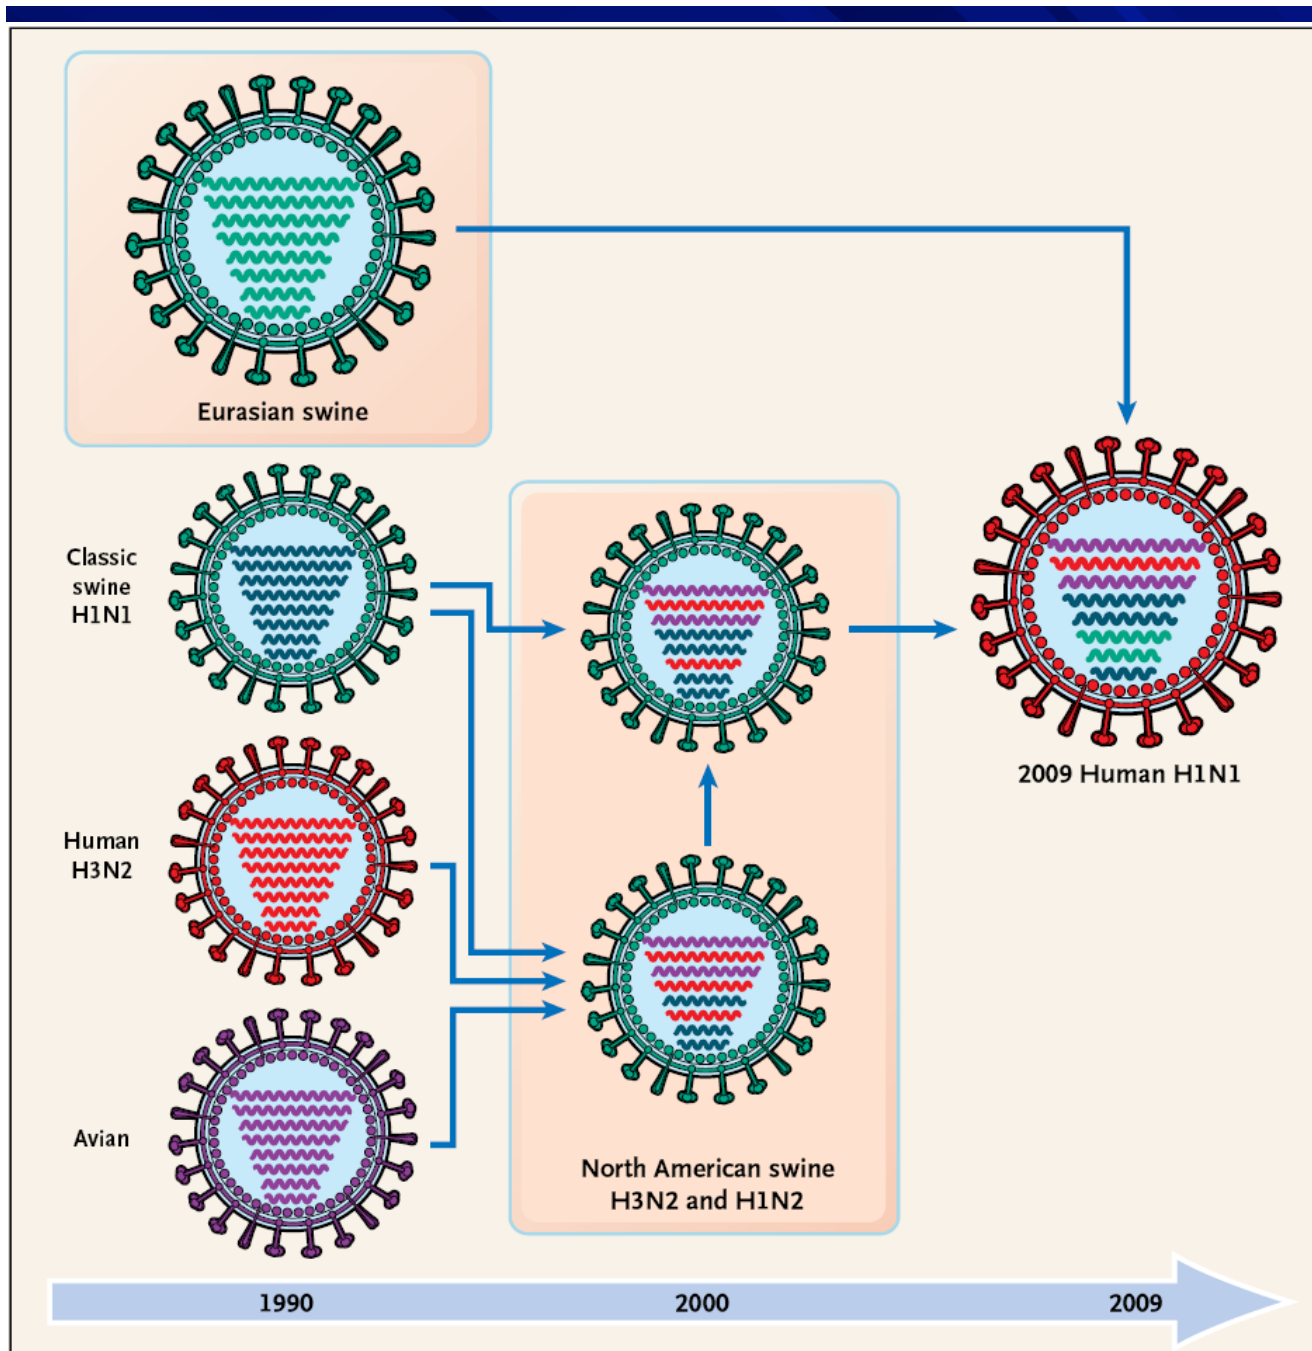 Eurasian swine
Classic
swine
H1N1
Human
H3N2
Avian
North American swine
H3N2 and H1N2
2009 Human H1N1
1990
2000
2009